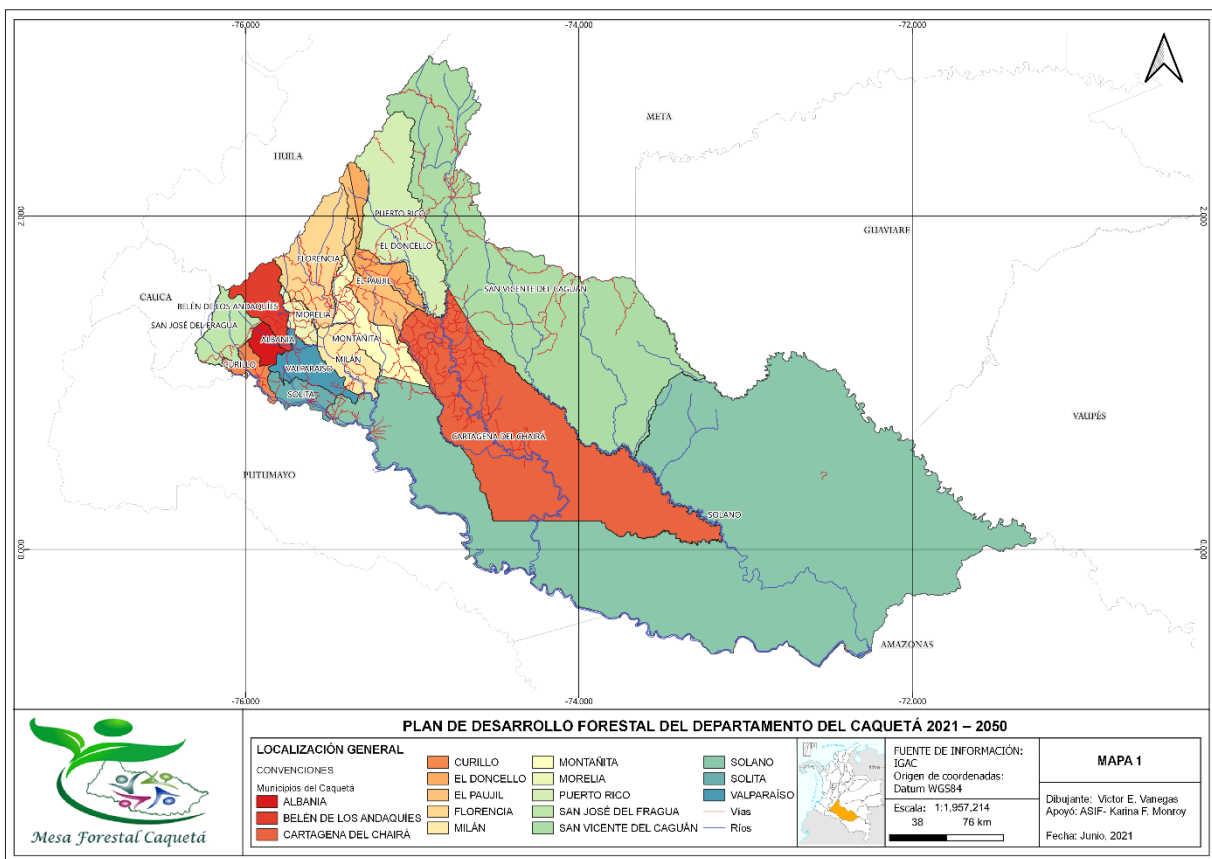 -76.000
-74.000
-72.000
META
HUILA
2.000
2.000
PUERTO RICO
GUAVIARE
EL DONCELLO
FLORENCIA
EL PAUJIL
SAN VICENTE DEL CAGUÁN
CAUCA
BELÉN DE LOS ANDAQUÍES
MORELIA
SAN JOSÉ DEL FRAGUA
ALBANIA
MONTAÑITA
MILÁN
CURILLO
VALPARAÍSO
SOLITA
VAUPÉS
CARTAGENA DEL CHAIRÁ
PUTUMAYO
SOLANO
0.000
0.000
AMAZONAS
-76.000
-74.000
-72.000
Mesa Forestal Caquetá
PLAN DE DESARROLLO FORESTAL DEL DEPARTAMENTO DEL CAQUETÁ 2021 – 2050
LOCALIZACIÓN GENERAL
CONVENCIONES
Municipios del Caquetá
ALBANIA
BELÉN DE LOS ANDAQUÍES
CARTAGENA DEL CHAIRÁ
CURILLO
EL DONCELLO
EL PAUJIL
FLORENCIA
MILÁN
MONTAÑITA
MORELIA
PUERTO RICO
SAN JOSÉ DEL FRAGUA
SAN VICENTE DEL CAGUÁN
SOLANO
SOLITA
VALPARAÍSO
Vías
Ríos
FUENTE DE INFORMACIÓN:
IGAC
Origen de coordenadas:
Datum WGS84
Escala: 1:1,957,214
38 76 km
MAPA 1
Dibujante: Victor E. Vanegas
Apoyó: ASIF- Karina F. Monroy
Fecha: Junio, 2021